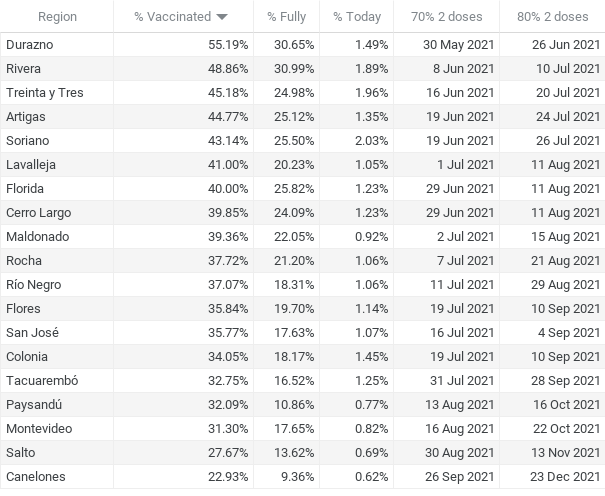 Region % Vaccinated % Fully % Today 70% 2 doses 80% 2 doses
Durazno 55.19% 30.65% 1.49% 30 May 2021 26 Jun 2021
Rivera 48.86% 30.99% 1.89% 8 Jun 2021 10 Jul 2021
Treinta y Tres 45.18% 24.98% 1.96% 16 Jun 2021 20 Jul 2021
Artigas 44.77% 25.12% 1.35% 19 Jun 2021 24 Jul 2021
Soriano 43.14% 25.50% 2.03% 19 Jun 2021 26 Jul 2021
Lavalleja 41.00% 20.23% 1.05% 1 Jul 2021 11 Aug 2021
Florida 40.00% 25.82% 1.23% 29 Jun 2021 11 Aug 2021
Cerro Largo 39.85% 24.09% 1.23% 29 Jun 2021 11 Aug 2021
Maldonado 39.36% 22.05% 0.92% 2 Jul 2021 15 Aug 2021
Rocha 37.72% 21.20% 1.06% 7 Jul 2021 21 Aug 2021
Río Negro 37.07% 18.31% 1.06% 11 Jul 2021 29 Aug 2021
Flores 35.84% 19.70% 1.14% 19 Jul 2021 10 Sep 2021
San José 35.77% 17.63% 1.07% 16 Jul 2021 4 Sep 2021
Colonia 34.05% 18.17% 1.45% 19 Jul 2021 10 Sep 2021
Tacuarembó 32.75% 16.52% 1.25% 31 Jul 2021 28 Sep 2021
Paysandú 32.09% 10.86% 0.77% 13 Aug 2021 16 Oct 2021
Montevideo 31.30% 17.65% 0.82% 16 Aug 2021 22 Oct 2021
Salto 27.67% 13.62% 0.69% 30 Aug 2021 13 Nov 2021
Canelones 22.93% 9.36% 0.62% 26 Sep 2021 23 Dec 2021